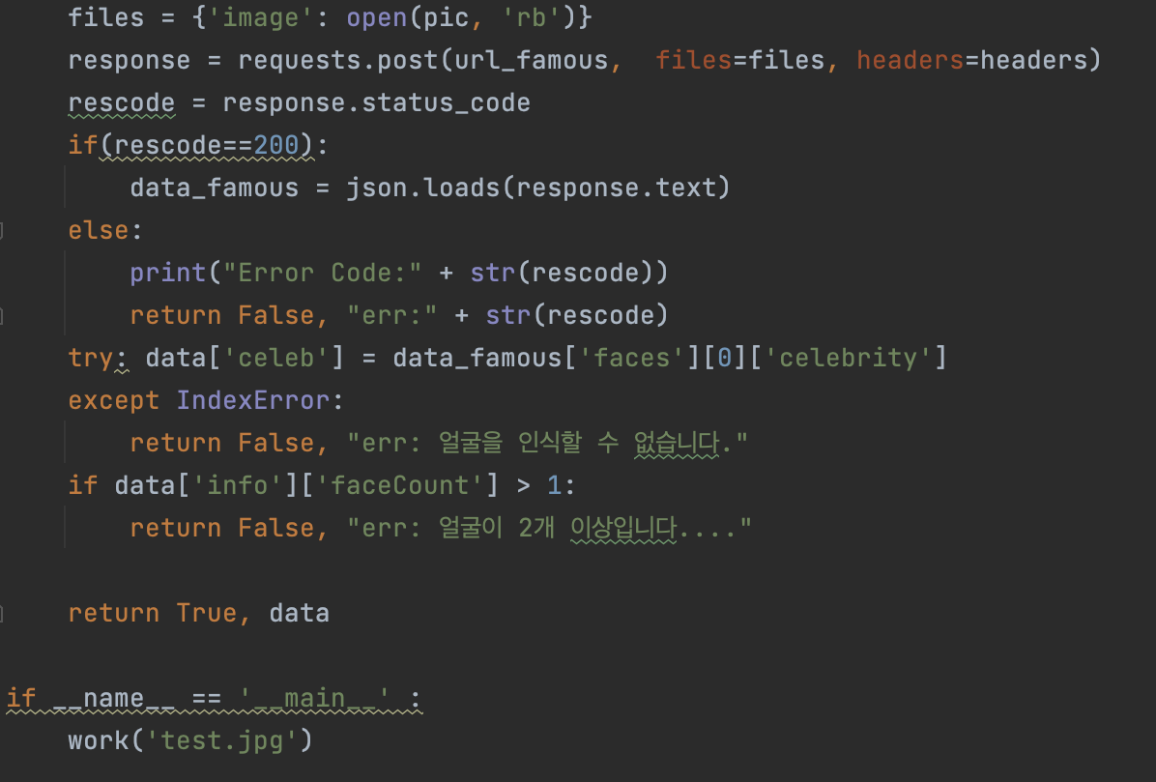 files = {'image': open(pic, 'rb')}
response = requests.post(url_famous,  files=files, headers=headers)
rescode = response.status_code
if(rescode==200):
    data_famous = json.loads(response.text)
else:
    print("Error Code:" + str(rescode))
    return False, "err:" + str(rescode)
try: data['celeb'] = data_famous['faces'][0]['celebrity']
except IndexError:
    return False, "err: 얼굴을 인식할 수 없습니다."
if data['info']['faceCount'] > 1:
    return False, "err: 얼굴이 2개 이상입니다...."
return True, data
if __name__ == '__main__' :
    work('test.jpg')